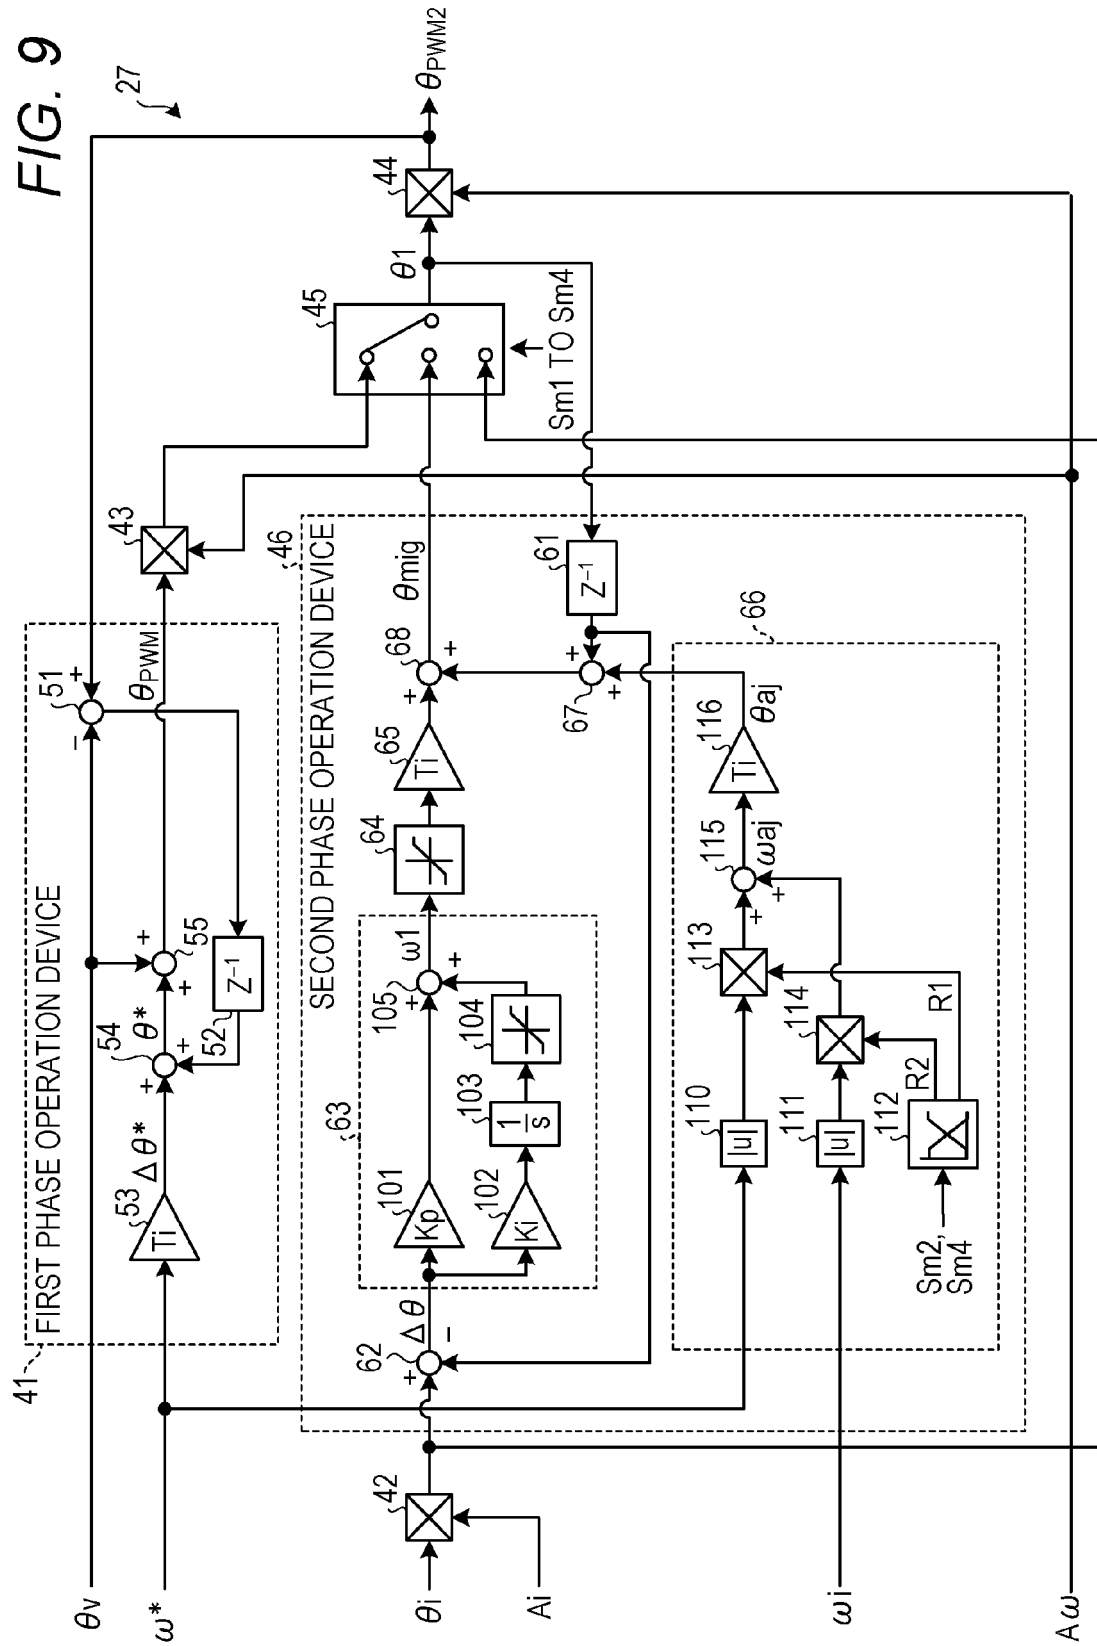 FIG. 9
27
θv
ω*
θi
Ai
ωi
Aω
41
FIRST PHASE OPERATION DEVICE
53
Ti
Δθ*
54
+
+
θ*
55
+
+
52
Z⁻¹
51
+
−
θPWM
43
42
46
SECOND PHASE OPERATION DEVICE
62
+
−
Δθ
63
101
Kp
102
Ki
103
1/s
104
105
+
+
ω1
64
65
Ti
68
+
+
θmig
61
Z⁻¹
67
+
+
66
110
|u|
111
|u|
112
Sm2,
Sm4
R2
R1
113
114
115
+
+
ωaj
116
Ti
θaj
45
Sm1 TO Sm4
θ1
44
θPWM2